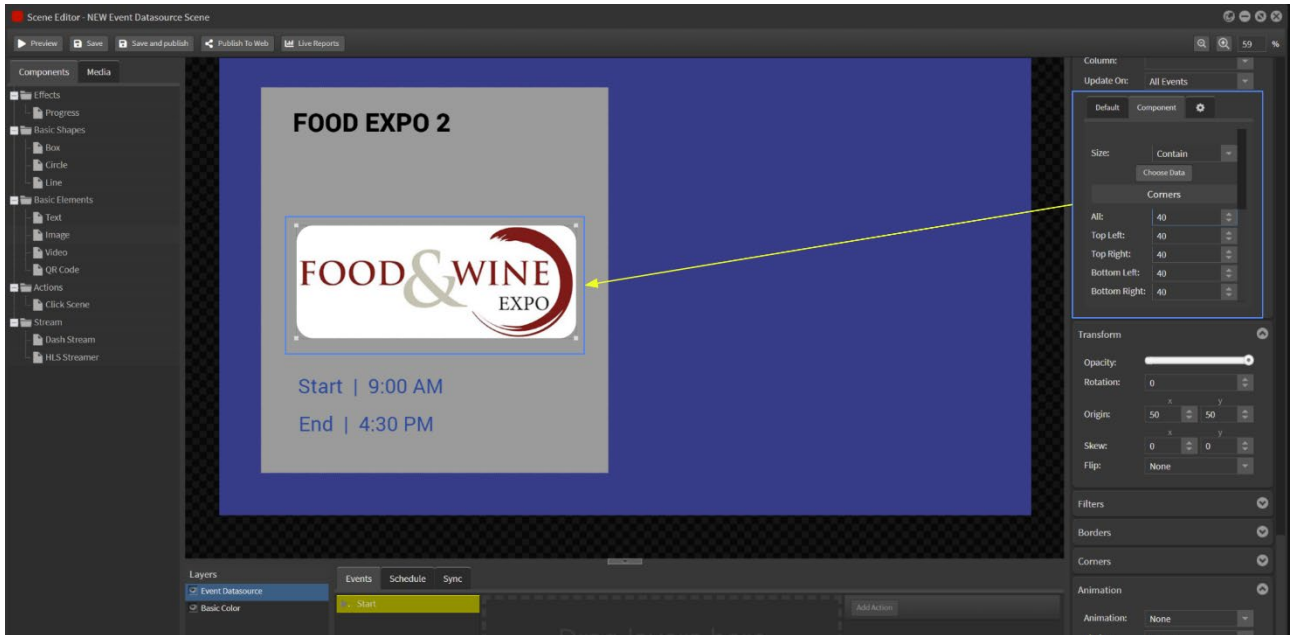 Scene Editor - NEW Event Datasource Scene
Preview Save Save and publish Publish To Web Live Reports 59 %
Components Media
Effects
Progress
Basic Shapes
Box
Circle
Line
Basic Elements
Text
Image
Video
QR Code
Actions
Click Scene
Stream
Dash Stream
HLS Streamer
FOOD EXPO 2
FOOD & WINE
EXPO
Start | 9:00 AM
End | 4:30 PM
Column:
Update On: All Events
Default Component
Size: Contain
Choose Data
Corners
All: 40
Top Left: 40
Top Right: 40
Bottom Left: 40
Bottom Right: 40
Transform
Opacity:
Rotation: 0
x y
Origin: 50 50
x y
Skew: 0 0
Flip: None
Filters
Borders
Corners
Animation
Animation: None
Layers
Event Datasource
Basic Color
Events Schedule Sync
Start
Add Action